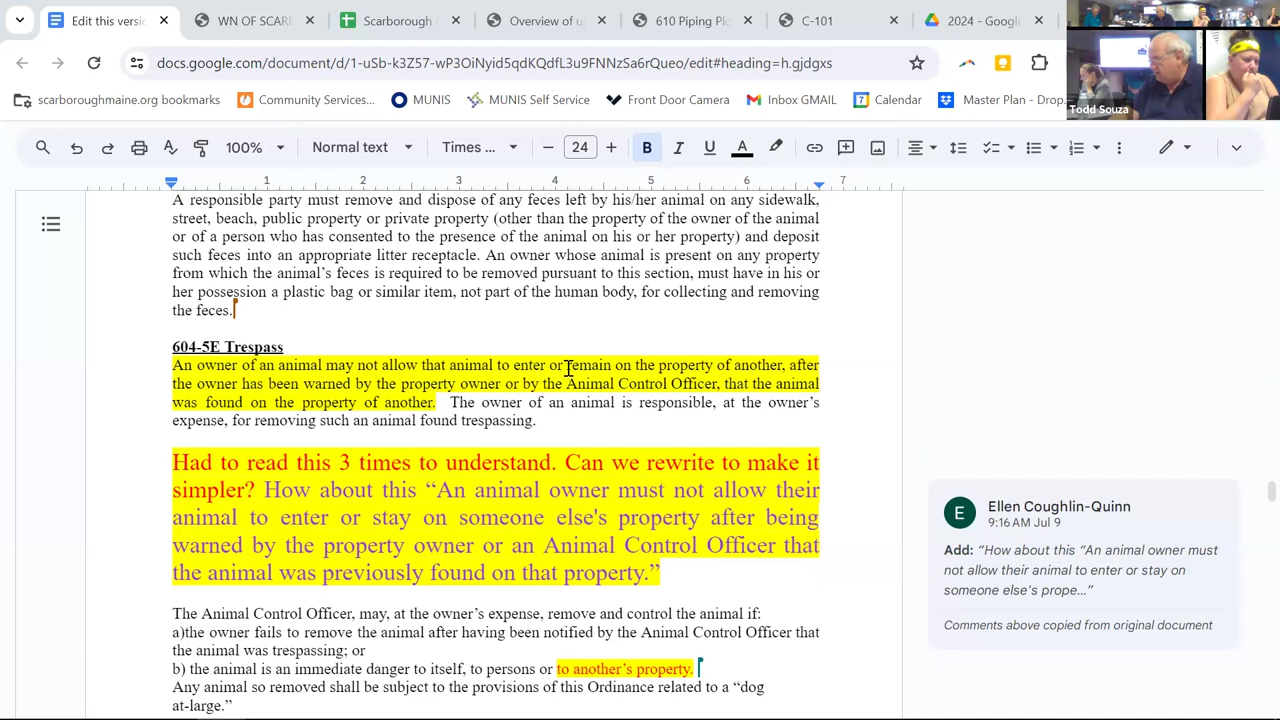 Edit this versi
WN OF SCAR
Scarborough
Overview of u
610 Piping Plo
C-101
2024 - Google
docs.google.com/document/d/1-nSb-k3Z57-wP3OiNyid5qdKQdfL3u9FNNzSa6rQueo/edit#heading=h.gjdgxs
scarboroughmaine.org bookmarks
Community Services...
MUNIS
MUNIS Self Service
Front Door Camera
Inbox GMAIL
Calendar
Master Plan - Drop...
Todd Souza
100%
Normal text
Times ...
24
B I U A
1 2 3 4 5 6 7
A responsible party must remove and dispose of any feces left by his/her animal on any sidewalk,
street, beach, public property or private property (other than the property of the owner of the animal
or of a person who has consented to the presence of the animal on his or her property) and deposit
such feces into an appropriate litter receptacle. An owner whose animal is present on any property
from which the animal's feces is required to be removed pursuant to this section, must have in his or
her possession a plastic bag or similar item, not part of the human body, for collecting and removing
the feces.
604-5E Trespass
An owner of an animal may not allow that animal to enter or remain on the property of another, after
the owner has been warned by the property owner or by the Animal Control Officer, that the animal
was found on the property of another. The owner of an animal is responsible, at the owner's
expense, for removing such an animal found trespassing.
Had to read this 3 times to understand. Can we rewrite to make it
simpler? How about this “An animal owner must not allow their
animal to enter or stay on someone else's property after being
warned by the property owner or an Animal Control Officer that
the animal was previously found on that property.”
The Animal Control Officer, may, at the owner's expense, remove and control the animal if:
a)the owner fails to remove the animal after having been notified by the Animal Control Officer that
the animal was trespassing; or
b) the animal is an immediate danger to itself, to persons or to another's property.
Any animal so removed shall be subject to the provisions of this Ordinance related to a “dog
at-large.”
E
Ellen Coughlin-Quinn
9:16 AM Jul 9
Add: “How about this “An animal owner must
not allow their animal to enter or stay on
someone else's prope...”
Comments above copied from original document